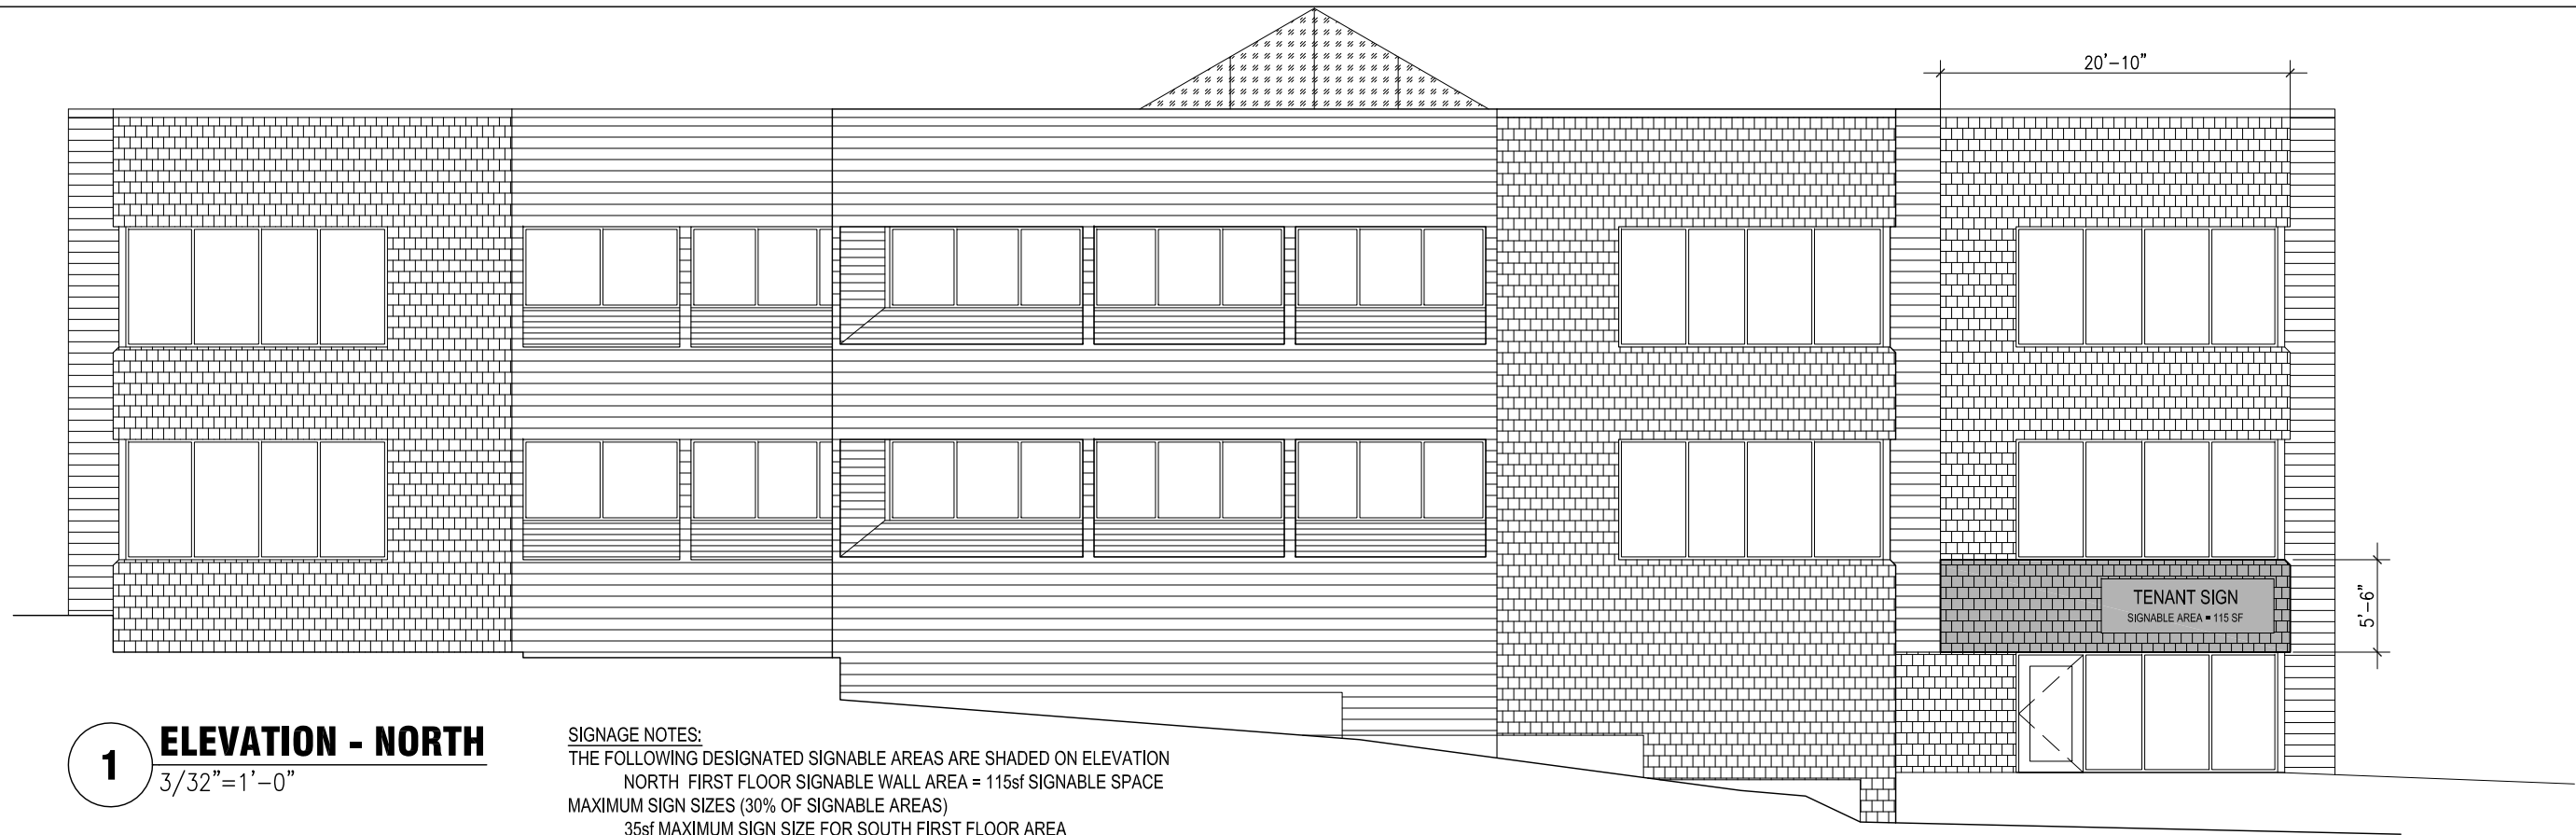 20'-10"
TENANT SIGN
SIGNABLE AREA = 115 SF
5'-6"
1
ELEVATION - NORTH
3/32"=1'-0"
SIGNAGE NOTES:
THE FOLLOWING DESIGNATED SIGNABLE AREAS ARE SHADED ON ELEVATION
NORTH FIRST FLOOR SIGNABLE WALL AREA = 115sf SIGNABLE SPACE
MAXIMUM SIGN SIZES (30% OF SIGNABLE AREAS)
35sf MAXIMUM SIGN SIZE FOR SOUTH FIRST FLOOR AREA